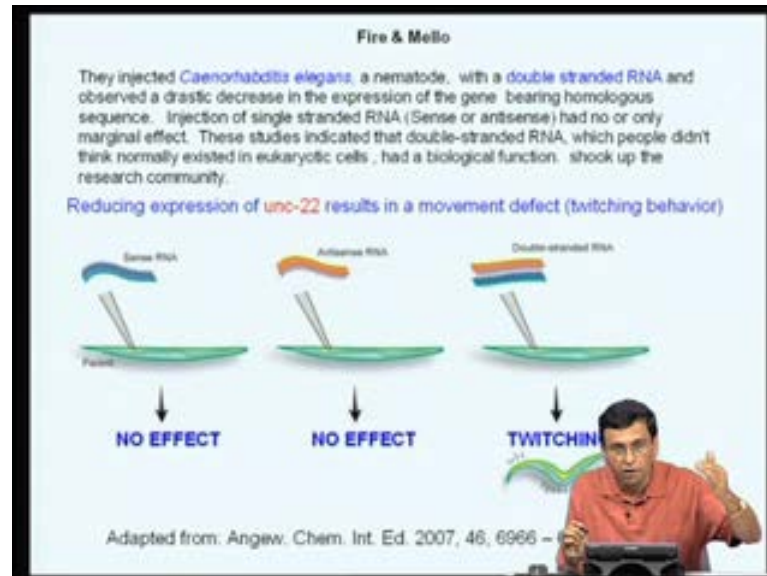 Fire & Mello
They injected Caenorhabditis elegans, a nematode, with a double stranded RNA and
observed a drastic decrease in the expression of the gene bearing homologous
sequence. Injection of single stranded RNA (Sense or antisense) had no or only
marginal effect. These studies indicated that double-stranded RNA, which people didn't
think normally existed in eukaryotic cells , had a biological function. shook up the
research community.
Reducing expression of unc-22 results in a movement defect (twitching behavior)
Sense RNA
Antisense RNA
Double-stranded RNA
Parent
NO EFFECT
NO EFFECT
TWITCHING
Adapted from: Angew. Chem. Int. Ed. 2007, 46, 6966 –